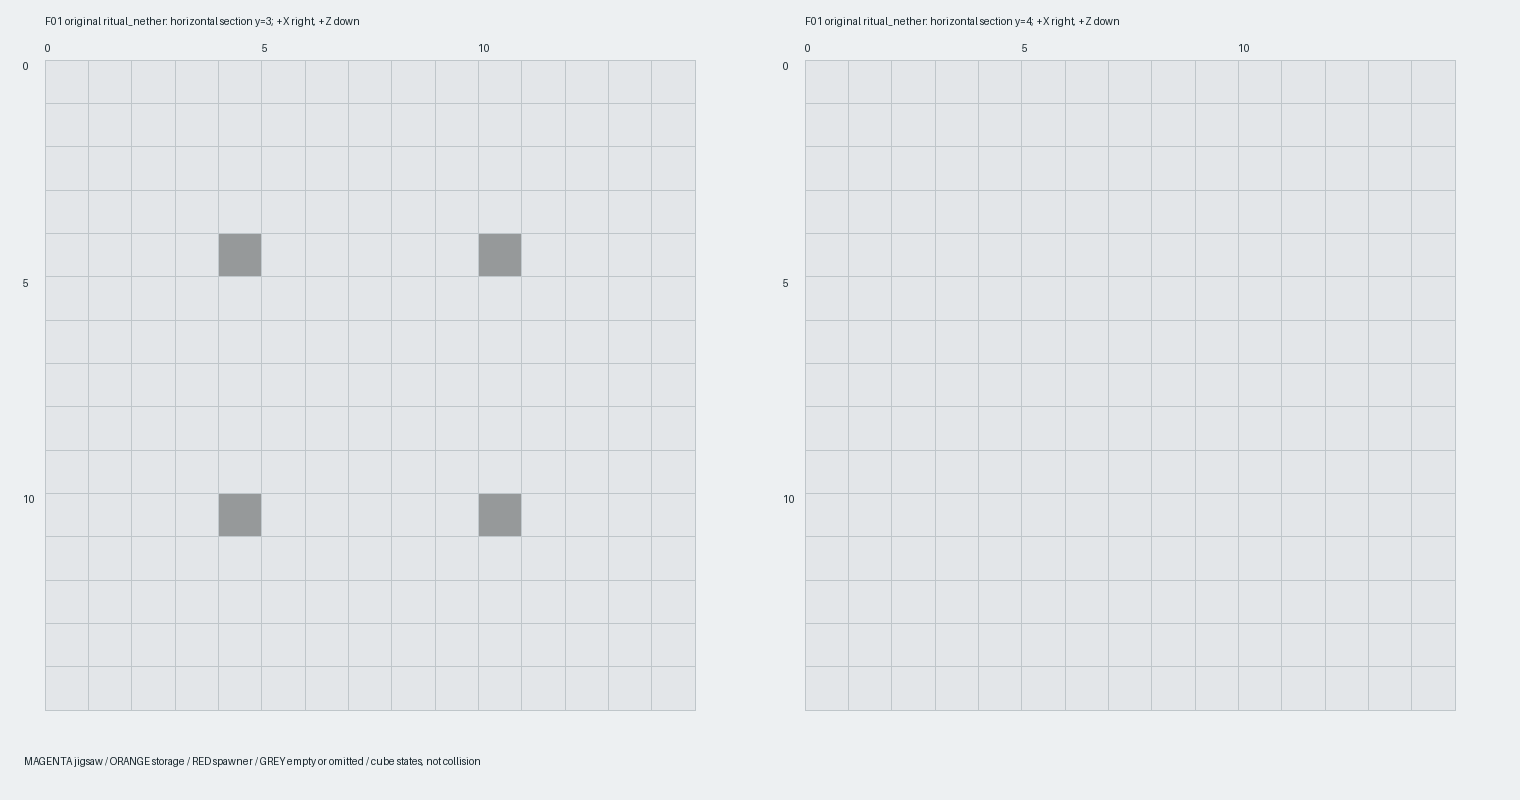 F01 original ritual_nether: horizontal section y=3; +X right, +Z down
F01 original ritual_nether: horizontal section y=4; +X right, +Z down
0 5 10
0 5 10
0
0
5
5
10
10
MAGENTA jigsaw / ORANGE storage / RED spawner / GREY empty or omitted / cube states, not collision